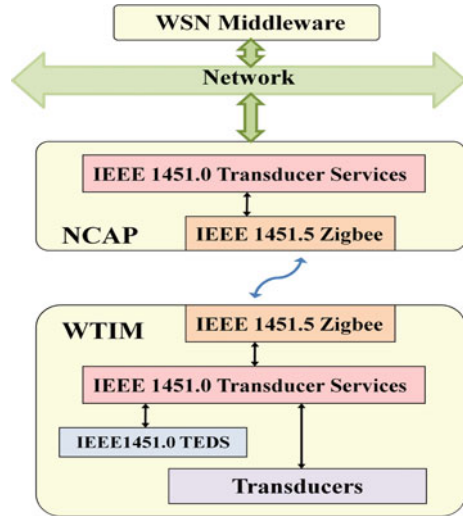 WSN Middleware
Network
IEEE 1451.0 Transducer Services
NCAP
IEEE 1451.5 Zigbee
IEEE 1451.5 Zigbee
WTIM
IEEE 1451.0 Transducer Services
IEEE1451.0 TEDS
Transducers